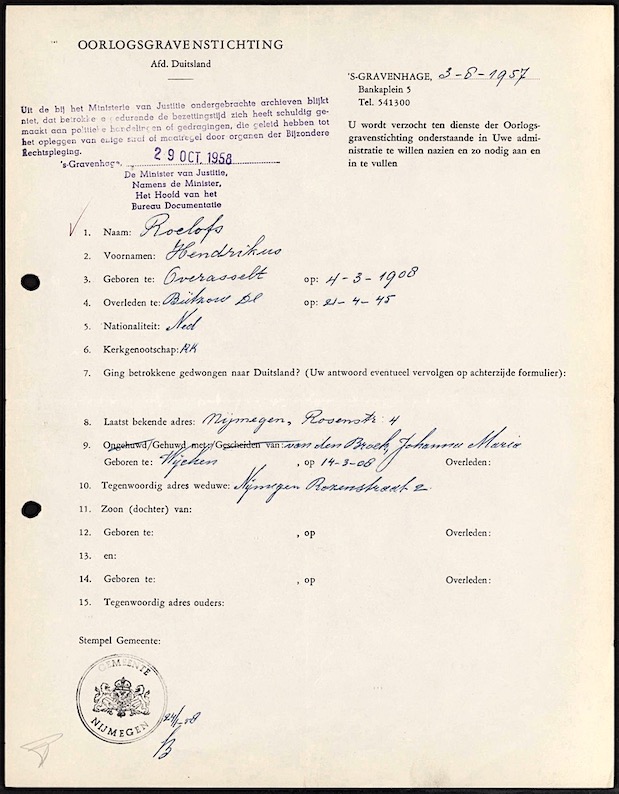 OORLOGSGRAVENSTICHTING
Afd. Duitsland
'S-GRAVENHAGE, 3-6-1957
Bankaplein 5
Tel. 541300
Uit de bij het Ministerie van Justitie ondergebrachte archieven blijkt
niet, dat betrokke gedurende de bezettingstijd zich heeft schuldig ge-
maakt aan politieke handelingen of gedragingen, die geleid hebben tot
het opleggen van enige straf of maatregel door organen der Bijzondere
Rechtspleging.
's-Gravenhage, 29 OCT. 1958
De Minister van Justitie,
Namens de Minister,
Het Hoofd van het
Bureau Documentatie
U wordt verzocht ten dienste der Oorlogs-
gravenstichting onderstaande in Uwe admi-
nistratie te willen nazien en zo nodig aan en
in te vullen
1. Naam: Roelofs
2. Voornamen: Hendrikus
3. Geboren te: Overasselt op: 4-3-1908
4. Overleden te: Bützow Dl op: 21-4-45
5. Nationaliteit: Ned
6. Kerkgenootschap: RK
7. Ging betrokkene gedwongen naar Duitsland? (Uw antwoord eventueel vervolgen op achterzijde formulier):
8. Laatst bekende adres: Nijmegen, Rosenstr. 4
9. Ongehuwd/Gehuwd met:/Gescheiden van: van den Broek, Johanna Maria
Geboren te: Wijchen , op 14-3-08 Overleden:
10. Tegenwoordig adres weduwe: Nijmegen Rozenstraat 2.
11. Zoon (dochter) van:
12. Geboren te: , op Overleden:
13. en:
14. Geboren te: , op Overleden:
15. Tegenwoordig adres ouders:
Stempel Gemeente:
GEMEENTE
NIJMEGEN